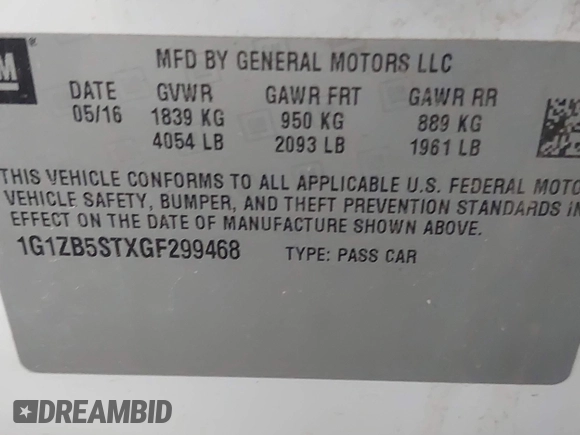 GM
®
MFD BY GENERAL MOTORS LLC
DATE GVWR GAWR FRT GAWR RR
05/16 1839 KG 950 KG 889 KG
4054 LB 2093 LB 1961 LB
THIS VEHICLE CONFORMS TO ALL APPLICABLE U.S. FEDERAL MOTO
VEHICLE SAFETY, BUMPER, AND THEFT PREVENTION STANDARDS IN
EFFECT ON THE DATE OF MANUFACTURE SHOWN ABOVE.
1G1ZB5STXGF299468 TYPE: PASS CAR
DREAMBID